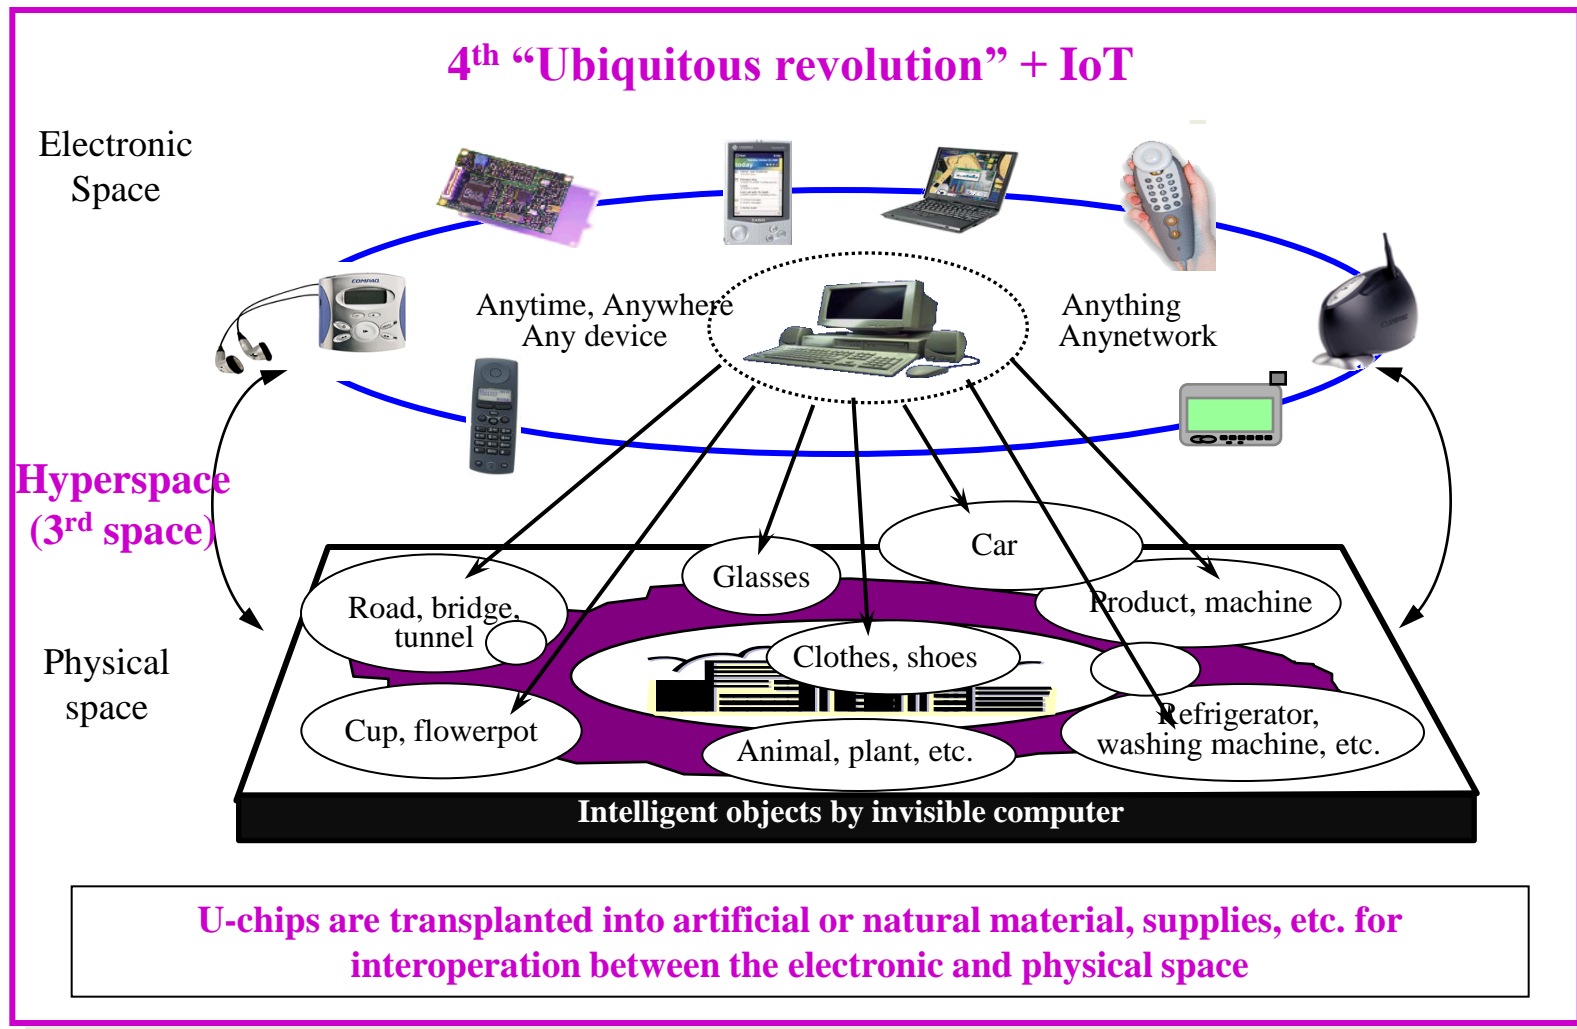 4th “Ubiquitous revolution” + IoT
Electronic
Space
today
COMPAQ
Anytime, Anywhere
Any device
Anything
Anynetwork
Hyperspace
(3rd space)
Car
Glasses
Road, bridge,
tunnel
Product, machine
Clothes, shoes
Physical
space
Cup, flowerpot
Animal, plant, etc.
Refrigerator,
washing machine, etc.
Intelligent objects by invisible computer
U-chips are transplanted into artificial or natural material, supplies, etc. for
interoperation between the electronic and physical space